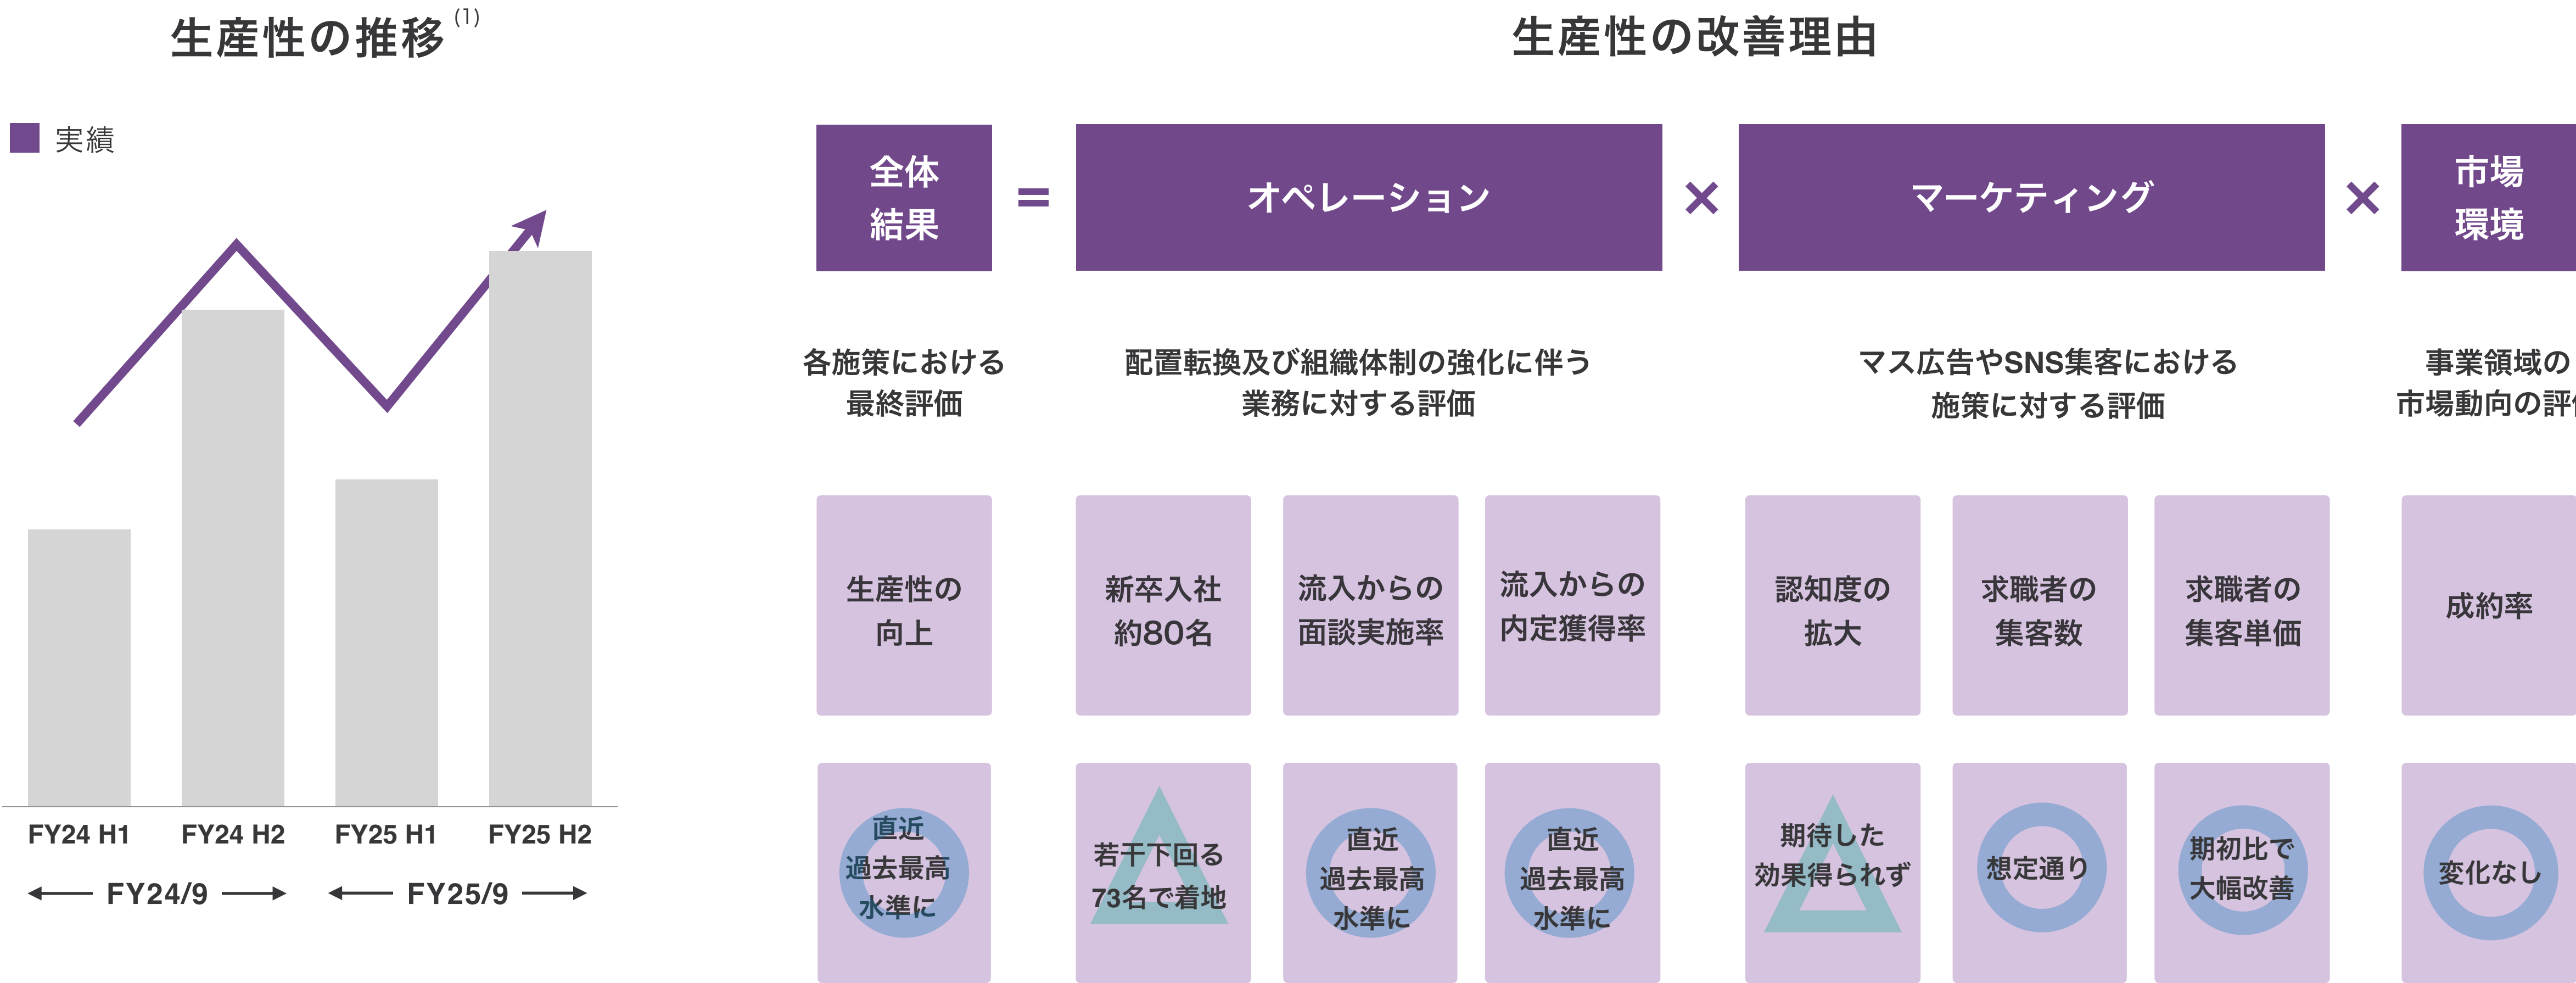 生産性の推移 (1)
実績
FY24 H1
FY24 H2
FY25 H1
FY25 H2
FY24/9
FY25/9
生産性の改善理由
全体
結果
=
オペレーション
×
マーケティング
×
市場
環境
各施策における
最終評価
配置転換及び組織体制の強化に伴う
業務に対する評価
マス広告やSNS集客における
施策に対する評価
事業領域の
市場動向の評
生産性の
向上
新卒入社
約80名
流入からの
面談実施率
流入からの
内定獲得率
認知度の
拡大
求職者の
集客数
求職者の
集客単価
成約率
直近
過去最高
水準に
若干下回る
73名で着地
直近
過去最高
水準に
直近
過去最高
水準に
期待した
効果得られず
想定通り
期初比で
大幅改善
変化なし